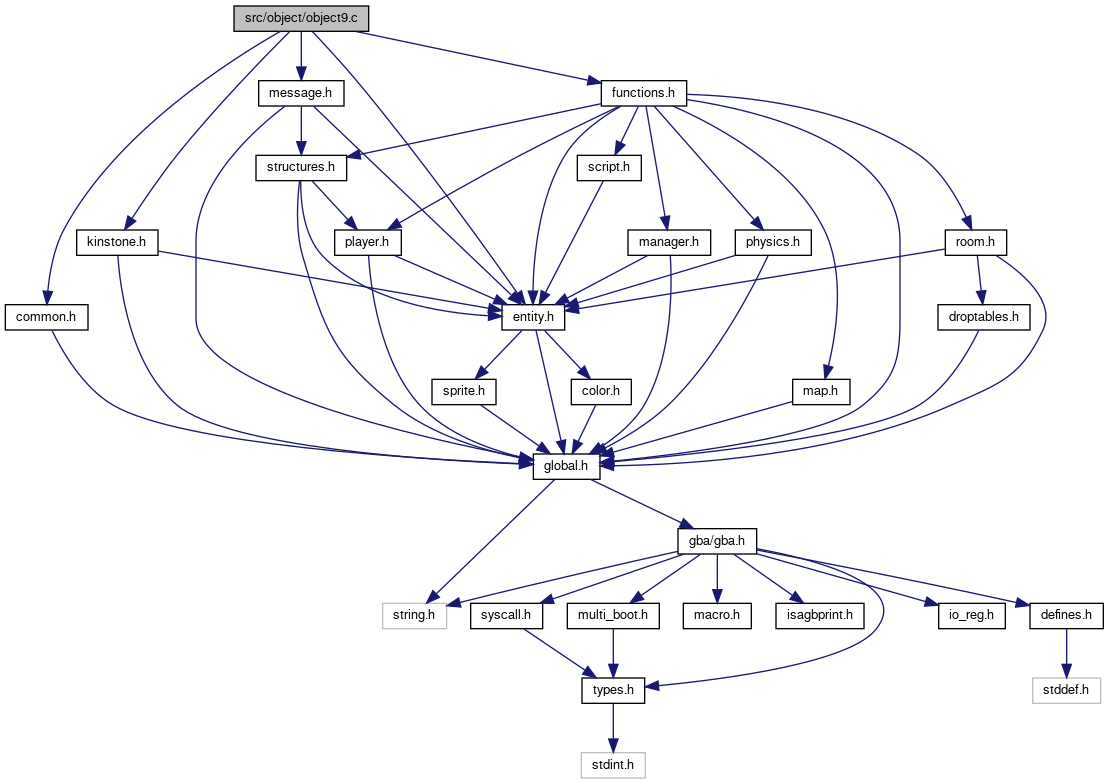 src/object/object9.c
message.h
functions.h
structures.h
script.h
kinstone.h
player.h
manager.h
physics.h
room.h
common.h
entity.h
droptables.h
sprite.h
color.h
map.h
global.h
gba/gba.h
string.h
syscall.h
multi_boot.h
macro.h
isagbprint.h
io_reg.h
defines.h
types.h
stddef.h
stdint.h